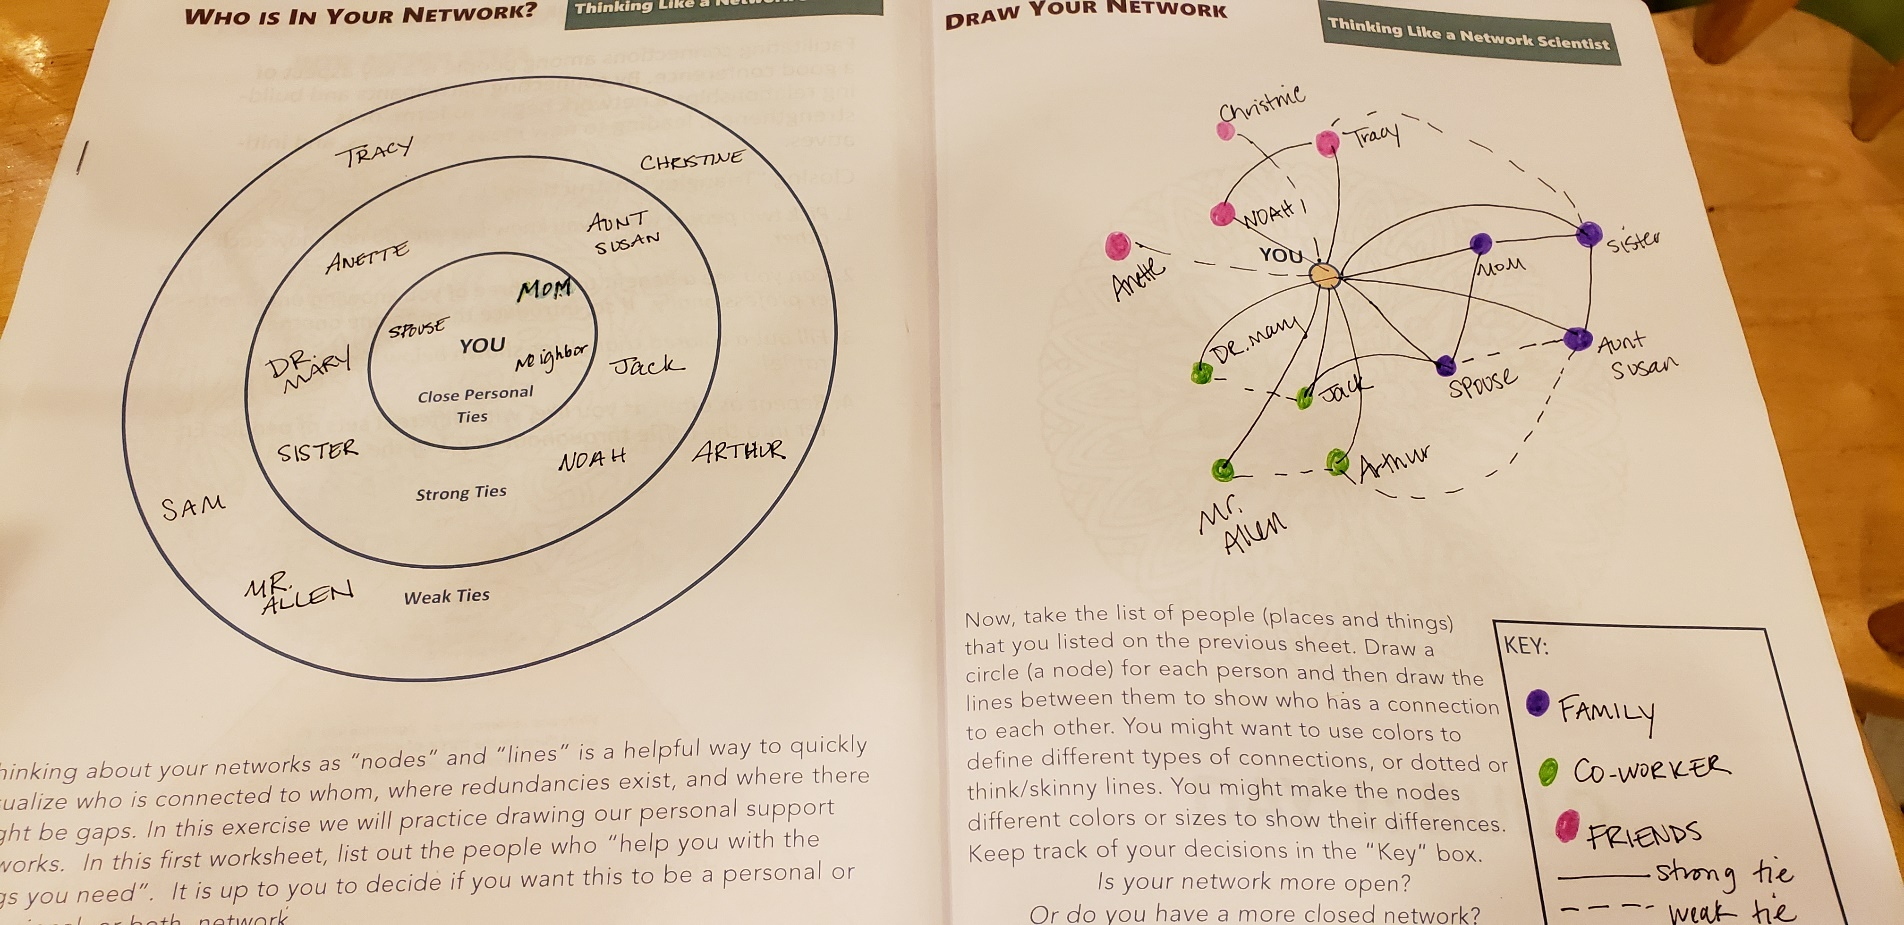 WHO IS IN YOUR NETWORK?
Thinking Like a
TRACY
CHRISTINE
AUNT
SUSAN
ANETTE
MOM
SPOUSE
YOU
Neighbor
DR.
MARY
Jack
Close Personal
Ties
SISTER
NOAH
ARTHUR
Strong Ties
SAM
MR.
ALLEN
Weak Ties
hinking about your networks as “nodes” and “lines” is a helpful way to quickly
ualize who is connected to whom, where redundancies exist, and where there
ght be gaps. In this exercise we will practice drawing our personal support
works. In this first worksheet, list out the people who “help you with the
gs you need”. It is up to you to decide if you want this to be a personal or
both, network
DRAW YOUR NETWORK
Thinking Like a Network Scientist
Christine
Tracy
NOAH
YOU
Sister
MOM
Anette
Dr. Mary
Aunt
Susan
Jack
SPOUSE
Arthur
Mr.
Allen
Now, take the list of people (places and things)
that you listed on the previous sheet. Draw a
circle (a node) for each person and then draw the
lines between them to show who has a connection
to each other. You might want to use colors to
define different types of connections, or dotted or
think/skinny lines. You might make the nodes
different colors or sizes to show their differences.
Keep track of your decisions in the "Key" box.
Is your network more open?
Or do you have a more closed network?
KEY:
FAMILY
CO-WORKER
FRIENDS
strong tie
weak tie